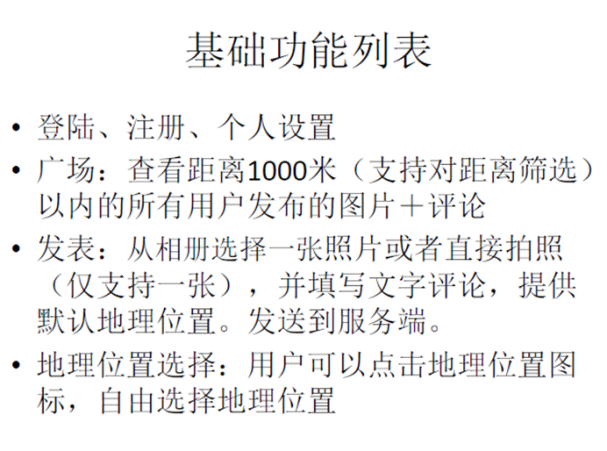 基础功能列表
• 登陆、注册、个人设置
• 广场：查看距离1000米（支持对距离筛选）
以内的所有用户发布的图片＋评论
• 发表：从相册选择一张照片或者直接拍照
（仅支持一张），并填写文字评论，提供
默认地理位置。发送到服务端。
• 地理位置选择：用户可以点击地理位置图
标，自由选择地理位置